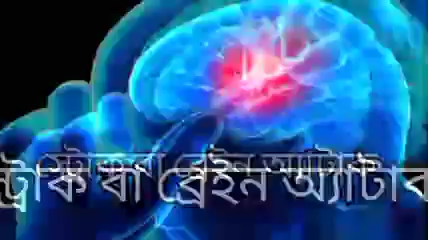 স্ট্রোক বা ব্রেইন অ্যাটাক
ট্রোক বা ব্রেইন অ্যাটাক